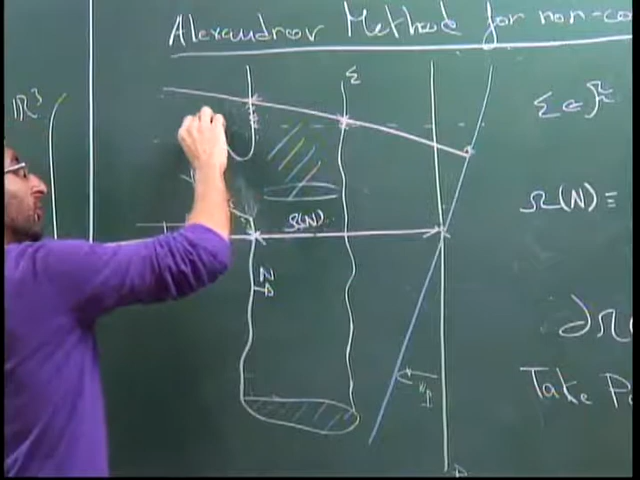 Alexandrov Method for non-co
ℝ³
Σ
Σ ⊂ ℝ
Ω(N) ≡
Ω(N)
N
∂Ω
Take P
P